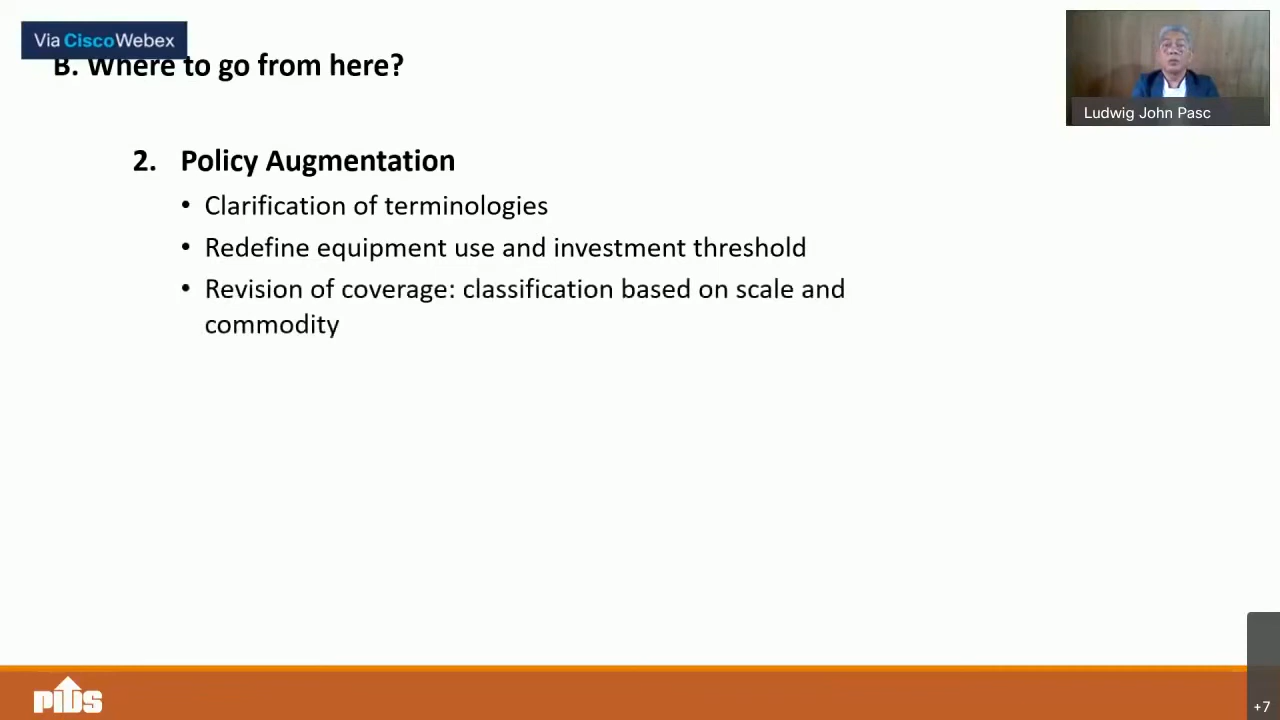 Via CiscoWebex
B. Where to go from here?
Ludwig John Pasc
2. Policy Augmentation
• Clarification of terminologies
• Redefine equipment use and investment threshold
• Revision of coverage: classification based on scale and
commodity
PIDS
+7